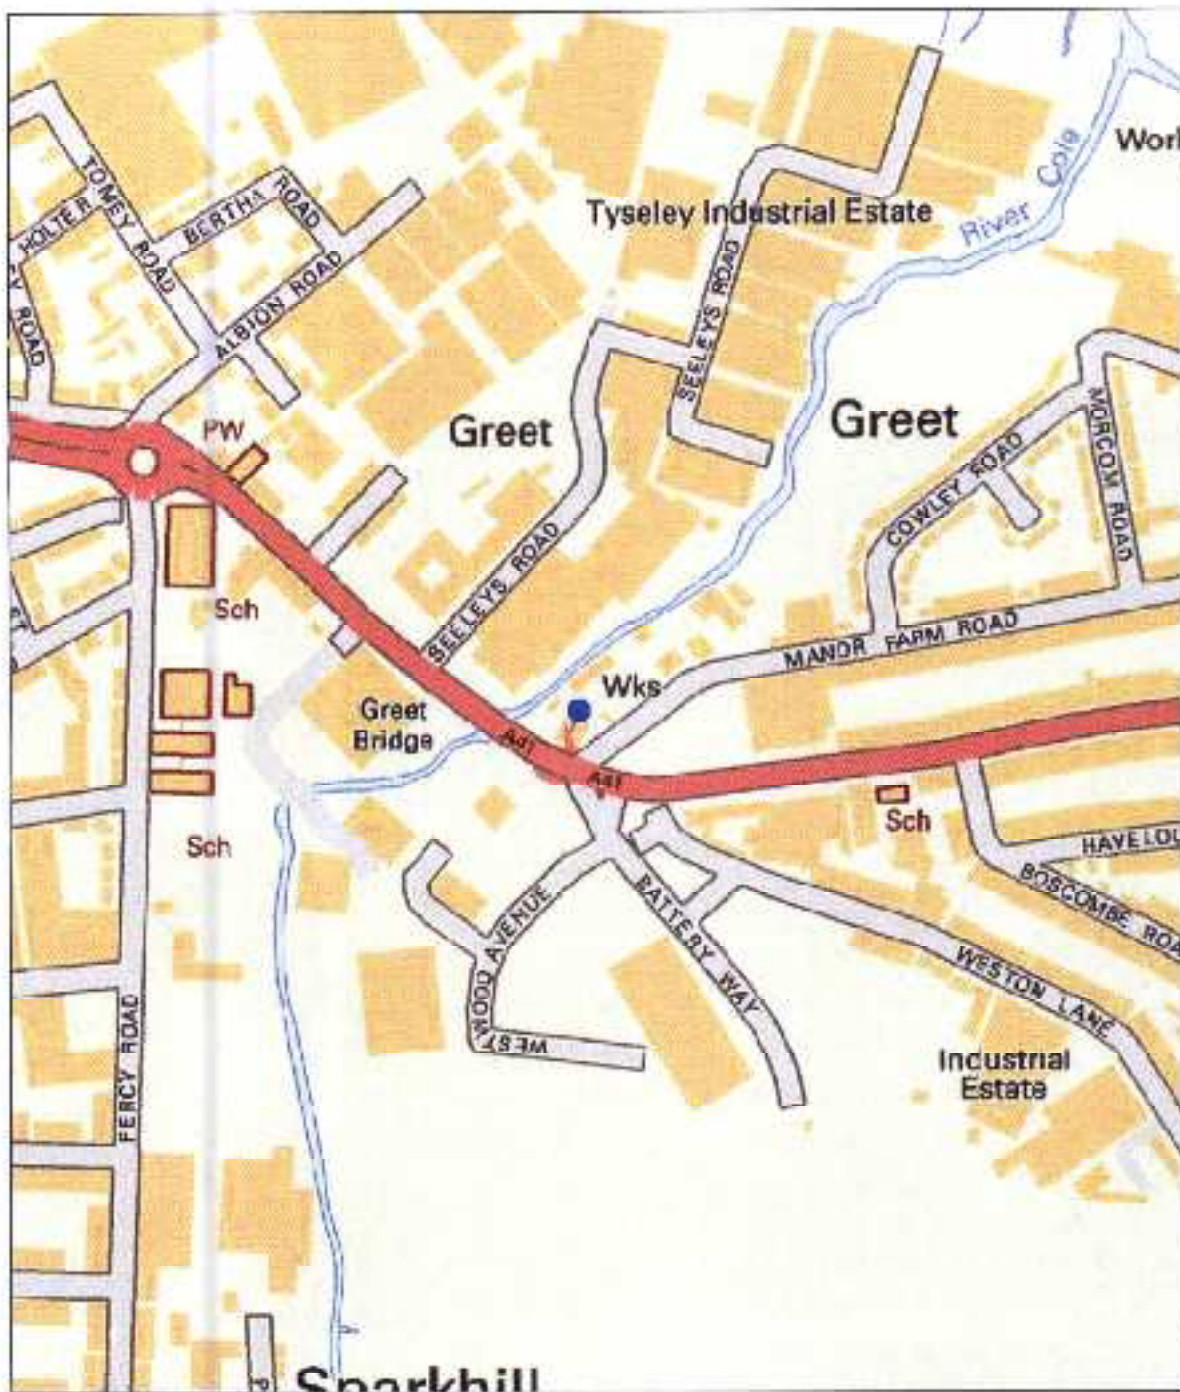 TOMEY ROAD
HOLTER
BERTHA
ROAD
ROAD
ALBION ROAD
Tyseley Industrial Estate
River Cole
Work
SEELEYS ROAD
PW
Greet
Greet
COWLEY ROAD
MORCOM ROAD
SEELEYS ROAD
Sch
MANOR FARM ROAD
Wks
Greet
Bridge
A41
A41
Sch
Sch
HAVELOC
BOSCOMBE ROA
BATTERY WAY
WESTWOOD AVENUE
WESTON LANE
Industrial
Estate
PERCY ROAD
P
Sparkhill